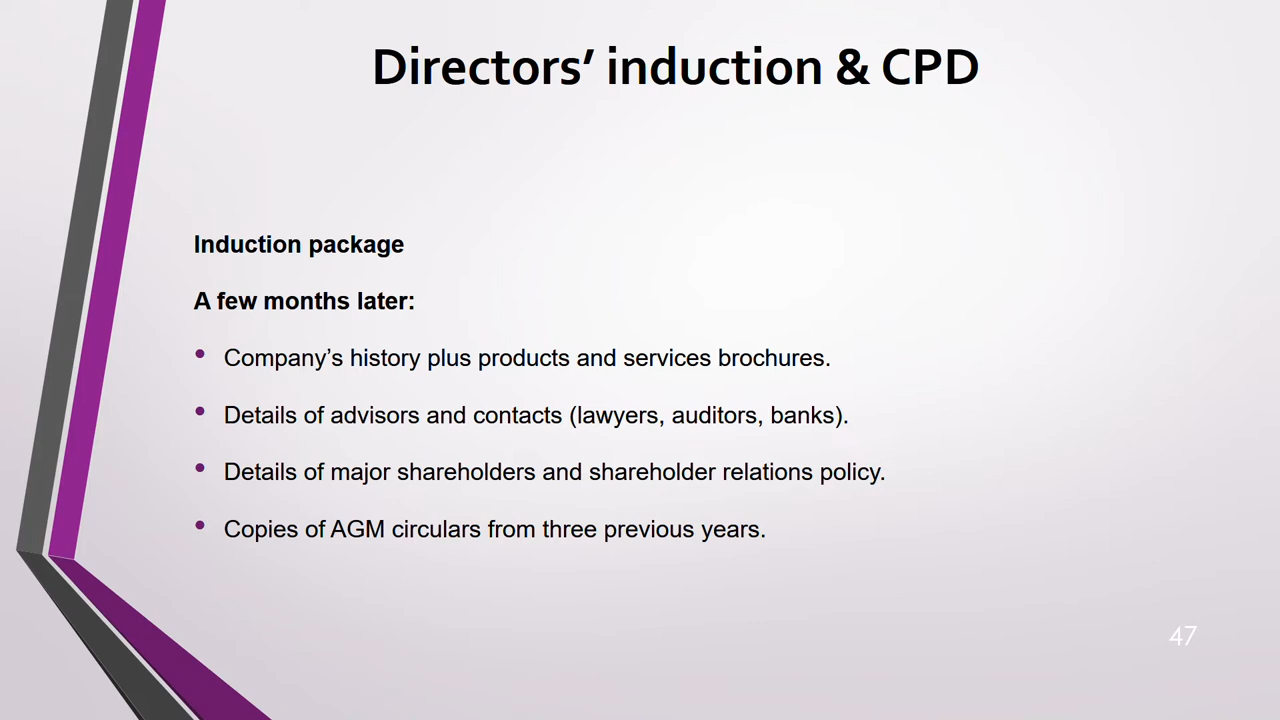 Directors’ induction & CPD
Induction package
A few months later:
• Company’s history plus products and services brochures.
• Details of advisors and contacts (lawyers, auditors, banks).
• Details of major shareholders and shareholder relations policy.
• Copies of AGM circulars from three previous years.
47